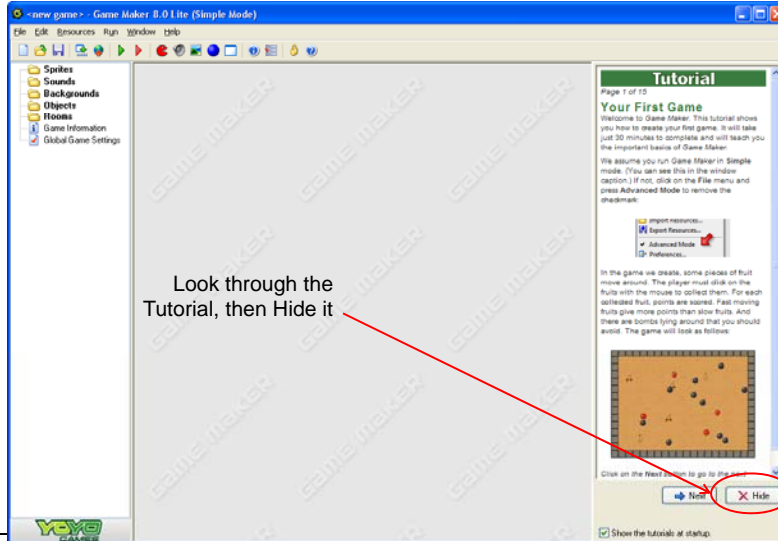 <new game> - Game Maker 8.0 Lite (Simple Mode)
File Edit Resources Run Window Help
Sprites
Sounds
Backgrounds
Objects
Rooms
Game Information
Global Game Settings
GAME MAKER
Look through the
Tutorial, then Hide it
Tutorial
Page 1 of 15
Your First Game
Welcome to Game Maker. This tutorial shows
you how to create your first game. It will take
just 30 minutes to complete and will teach you
the important basics of Game Maker.
We assume you run Game Maker in Simple
mode. (You can see this in the window
caption.) If not, click on the File menu and
press Advanced Mode to remove the
checkmark:
Import Resources...
Export Resources...
Advanced Mode
Preferences...
In the game we create, some pieces of fruit
move around. The player must click on the
fruits with the mouse to collect them. For each
collected fruit, points are scored. Fast moving
fruits give more points than slow fruits. And
there are bombs lying around that you should
avoid. The game will look as follows:
Click on the Next button to go to the next
Next
Hide
Show the tutorials at startup.
YOYO
GAMES